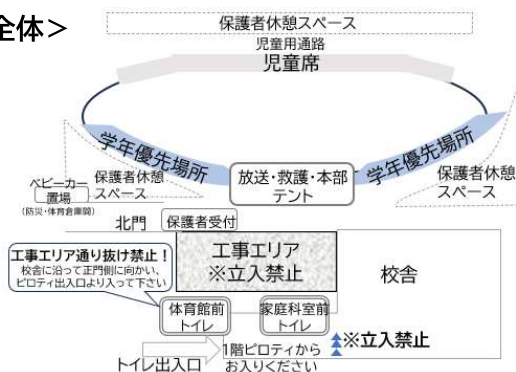 全体＞
保護者休憩スペース
児童用通路
児童席
学年優先場所
学年優先場所
放送・救護・本部
テント
保護者休憩
スペース
保護者休憩
スペース
ベビーカー
置場
(防災・体育倉庫間)
北門
保護者受付
工事エリア通り抜け禁止！
校舎に沿って正門側に向かい、
ピロティ出入口より入って下さい
工事エリア
※立入禁止
校舎
体育館前
トイレ
家庭科室前
トイレ
※立入禁止
トイレ出入口
1階ピロティから
お入りください